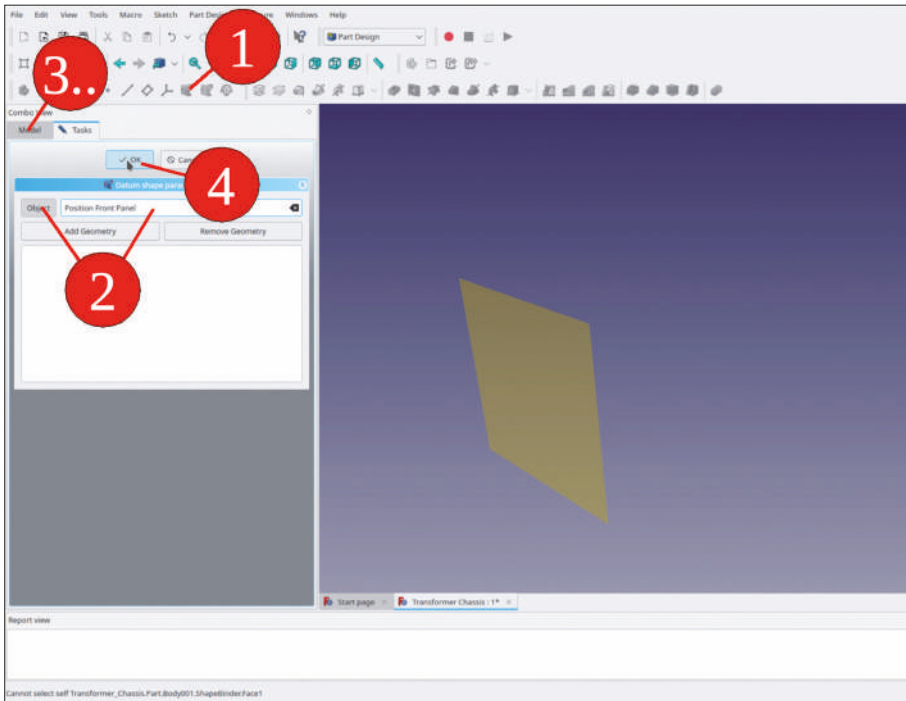 File Edit View Tools Macro Sketch Part Windows Help
Part Design
1
3..
Combo View
Model Tasks
OK
4
Datum shape
Object Position Front Panel
Add Geometry Remove Geometry
2
Start page Transformer Chassis : 1*
Report view
Cannot select self Transformer_Chassis.Part.Body001.ShapeBinder.Face1